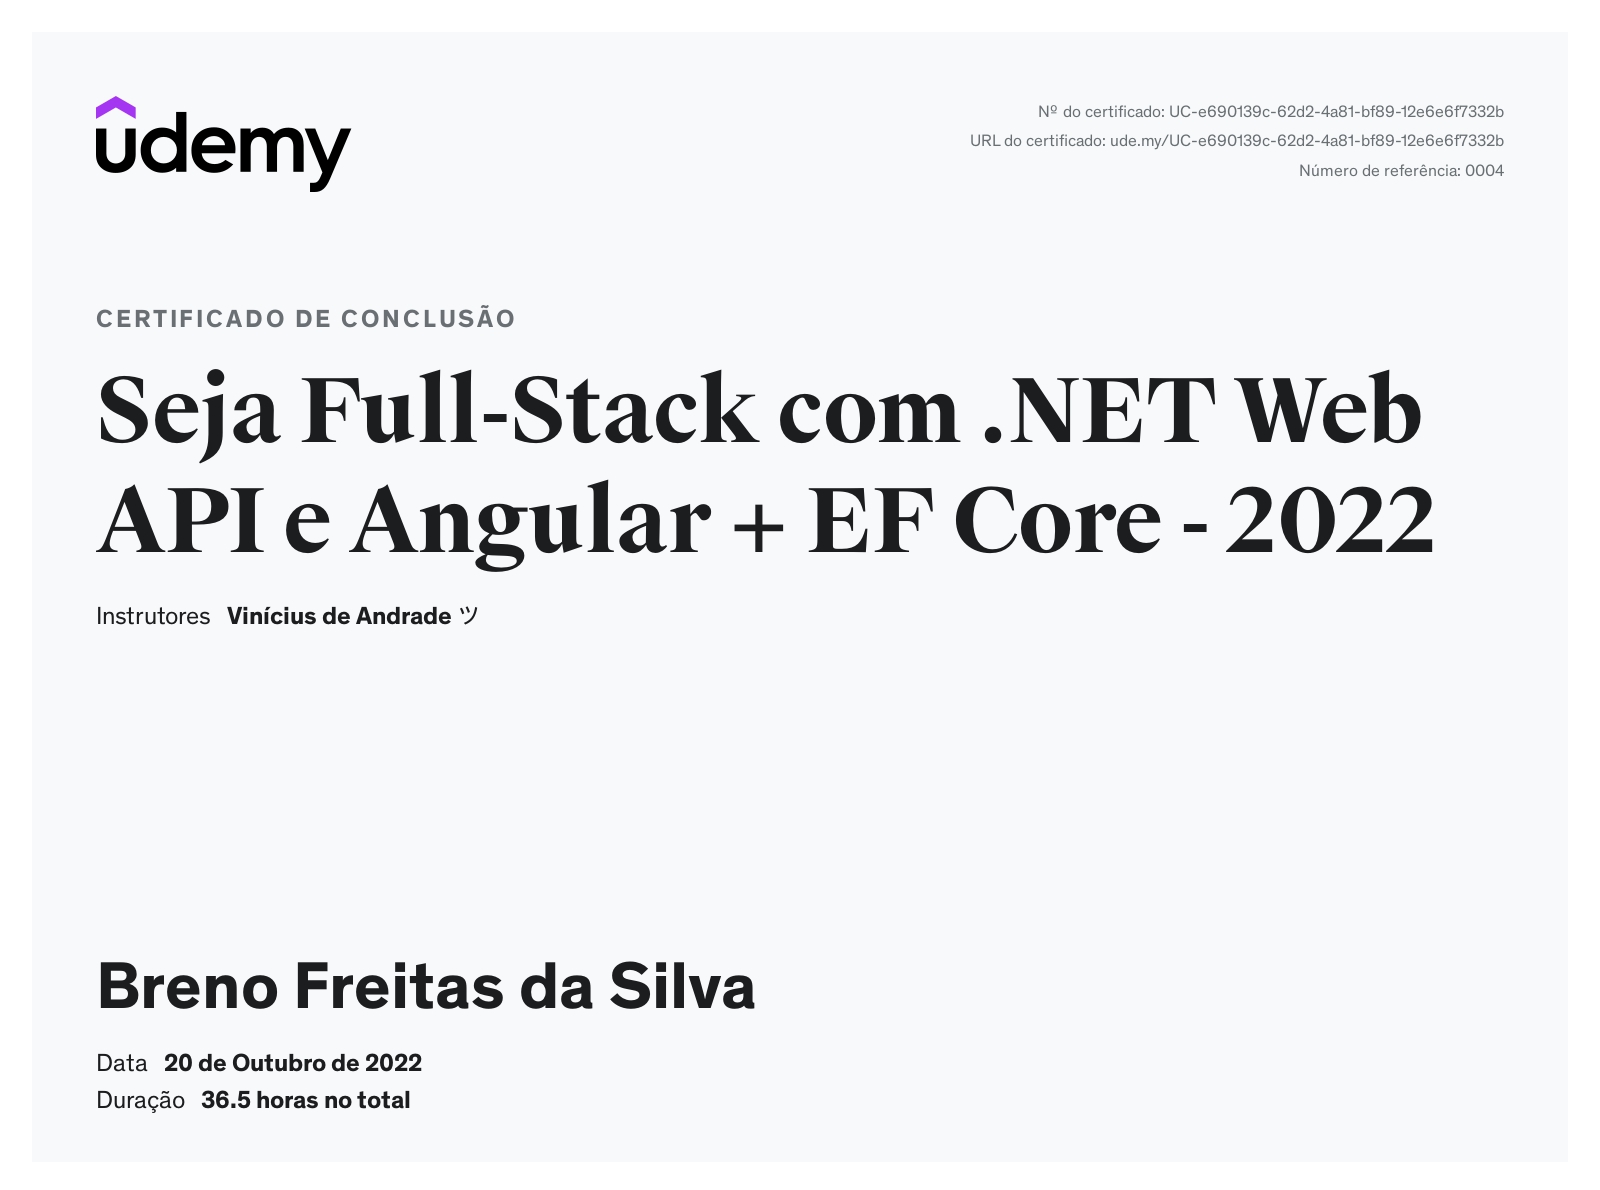 udemy
Nº do certificado: UC-e690139c-62d2-4a81-bf89-12e6e6f7332b
URL do certificado: ude.my/UC-e690139c-62d2-4a81-bf89-12e6e6f7332b
Número de referência: 0004
CERTIFICADO DE CONCLUSÃO
Seja Full-Stack com .NET Web
API e Angular + EF Core - 2022
Instrutores Vinícius de Andrade ツ
Breno Freitas da Silva
Data 20 de Outubro de 2022
Duração 36.5 horas no total